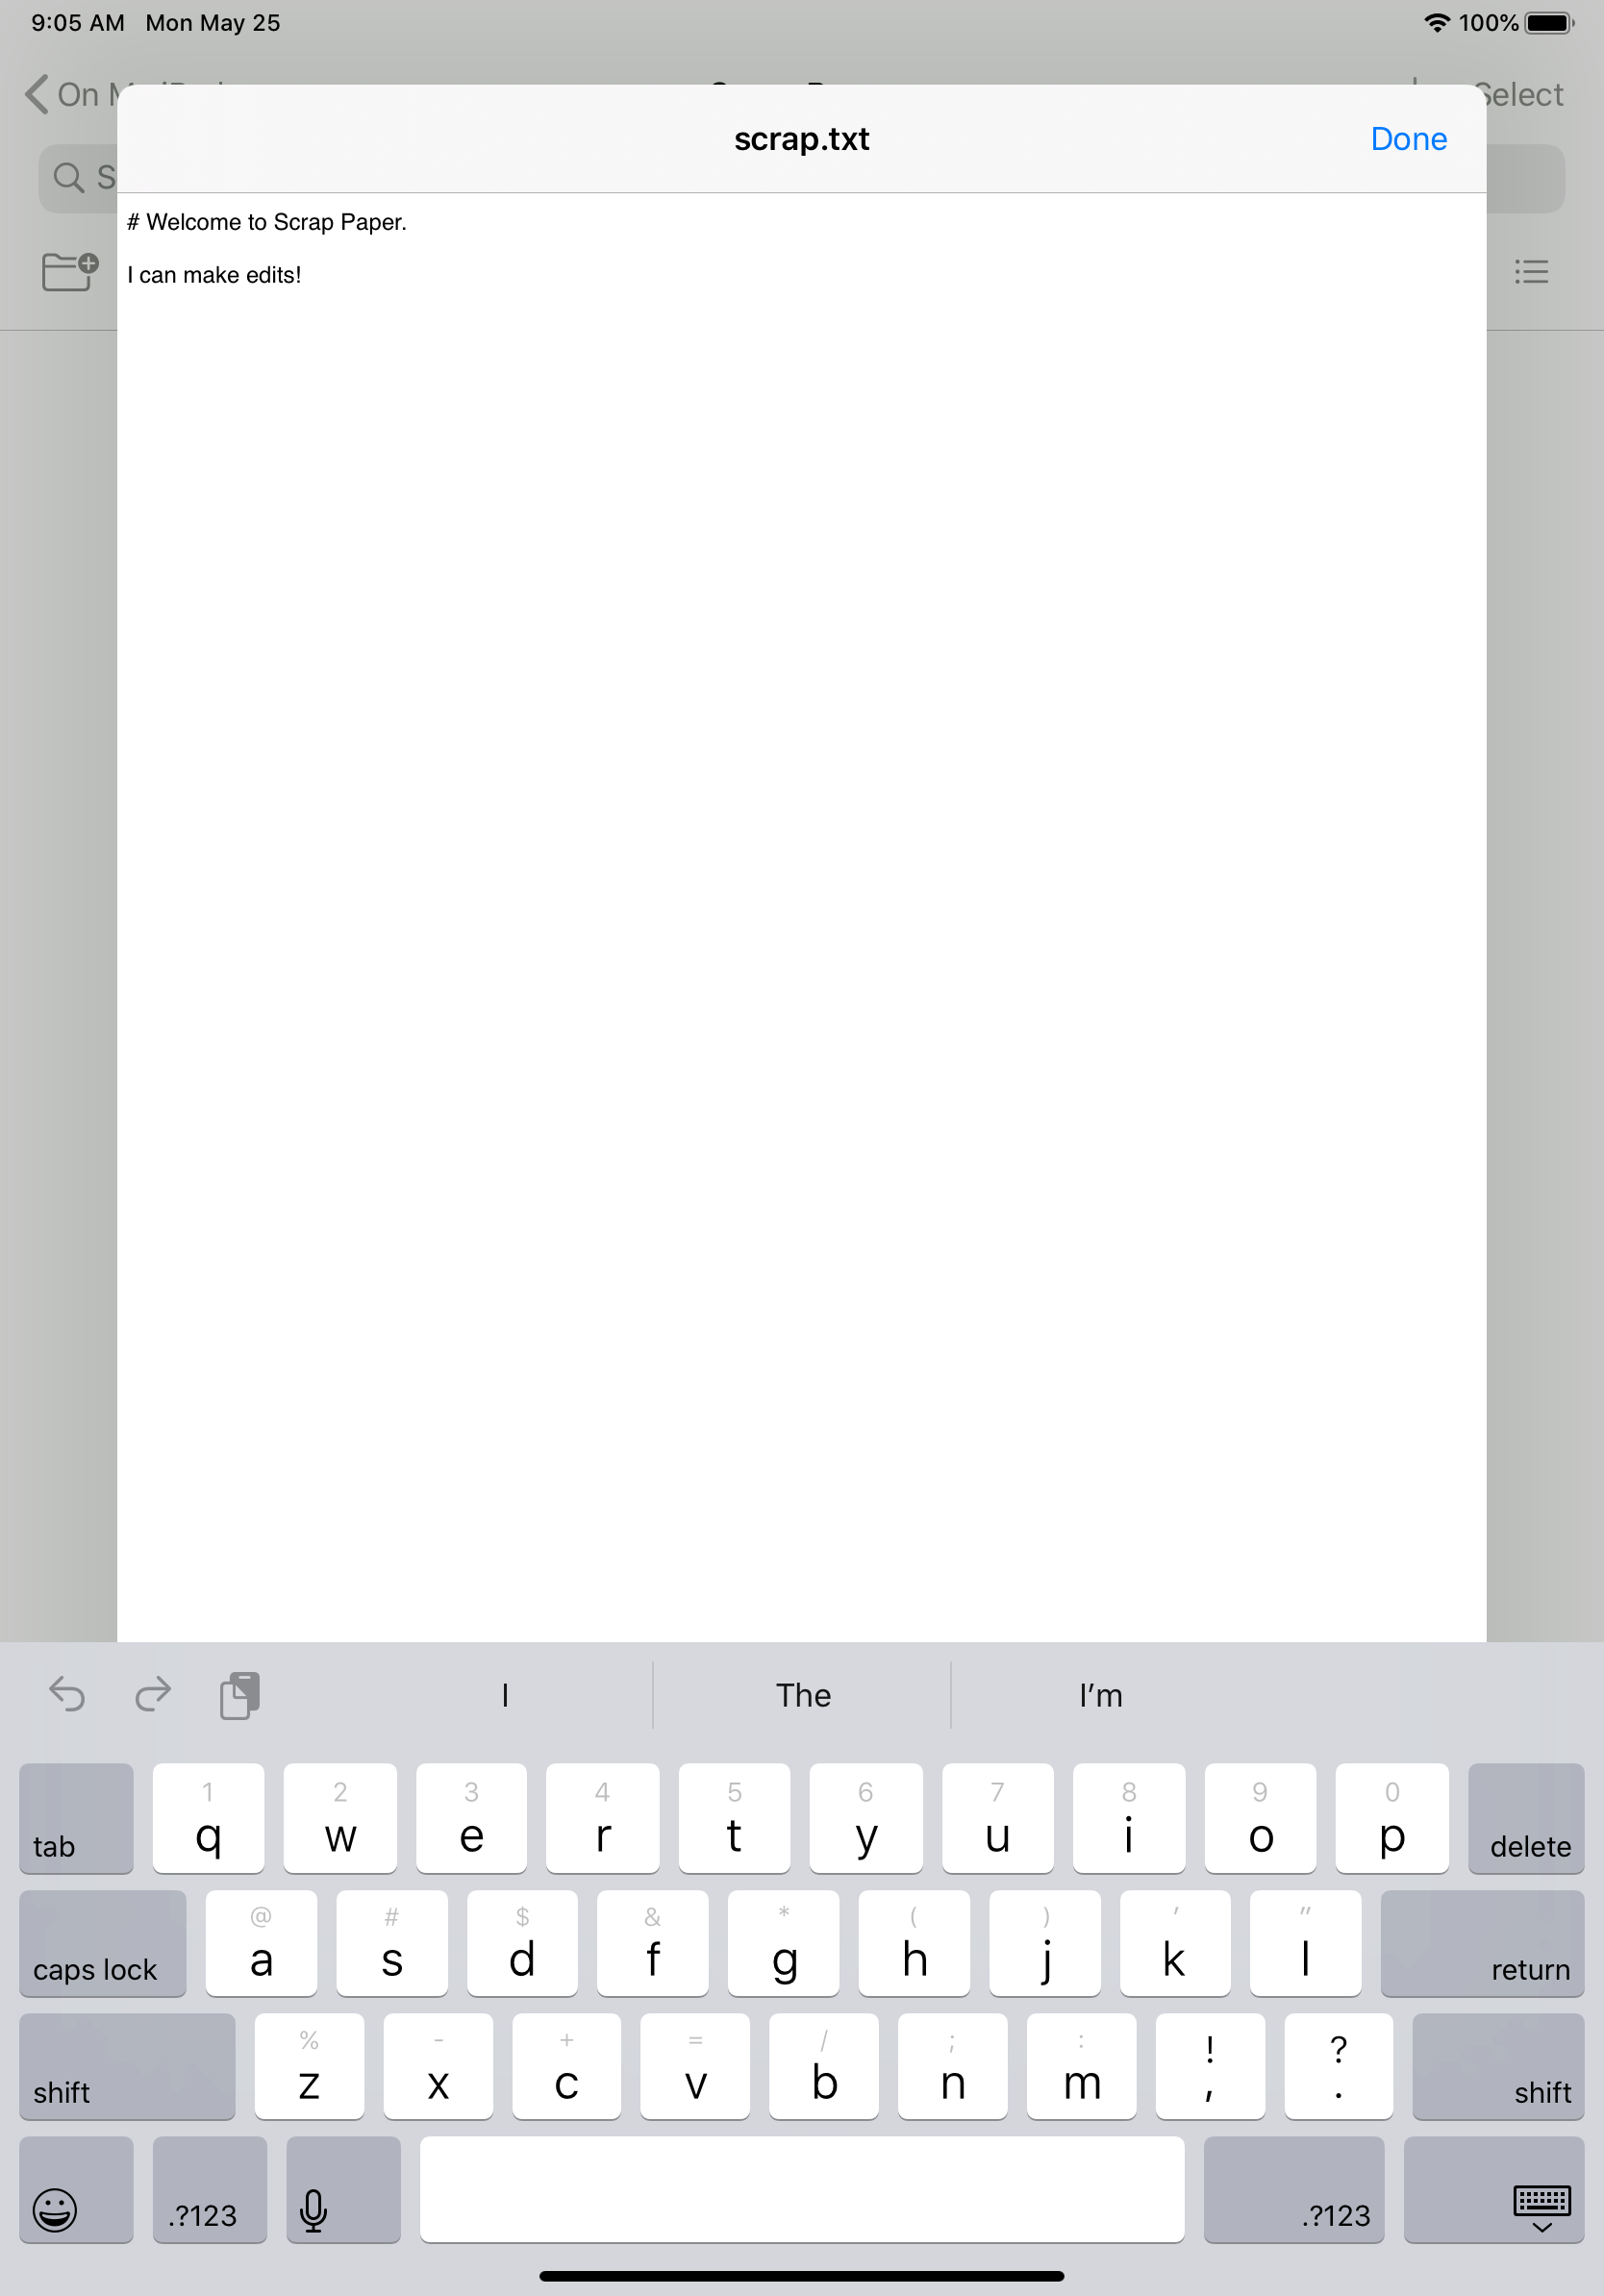 9:05 AM Mon May 25 100%
On M
Select
S
scrap.txt
Done
# Welcome to Scrap Paper.
I can make edits!
I The I’m
tab 1 q 2 w 3 e 4 r 5 t 6 y 7 u 8 i 9 o 0 p delete
caps lock @ a # s $ d & f * g ( h ) j ' k " l return
shift % z - x + c = v / b ; n : m ! , ? . shift
.?123 .?123